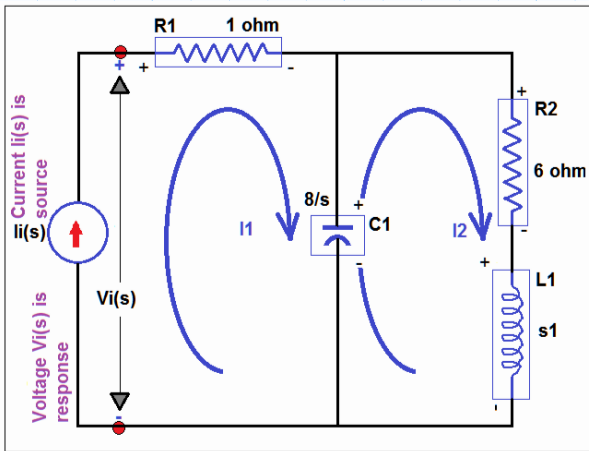 R1 1 ohm
+ -
+
Current Ii(s) is
source
Ii(s)
Vi(s)
-
Voltage Vi(s) is
response
I1
8/s
+
C1
-
I2
+
R2
6 ohm
-
+
L1
s1
-